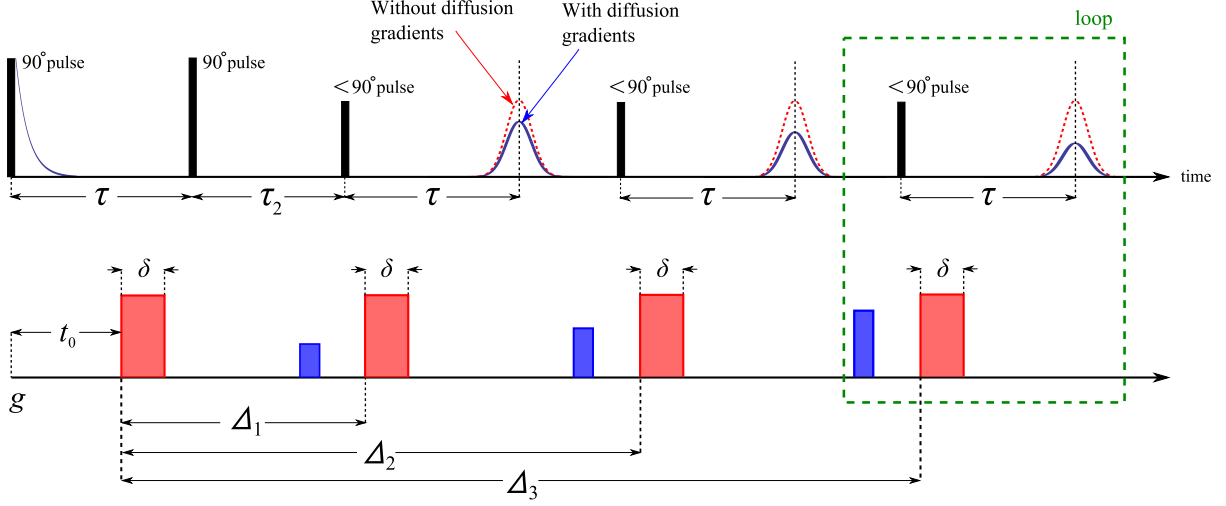 Without diffusion
gradients
With diffusion
gradients
loop
90°pulse
90°pulse
<90°pulse
<90°pulse
<90°pulse
time
τ
τ2
τ
τ
τ
δ
δ
δ
δ
t0
g
Δ1
Δ2
Δ3